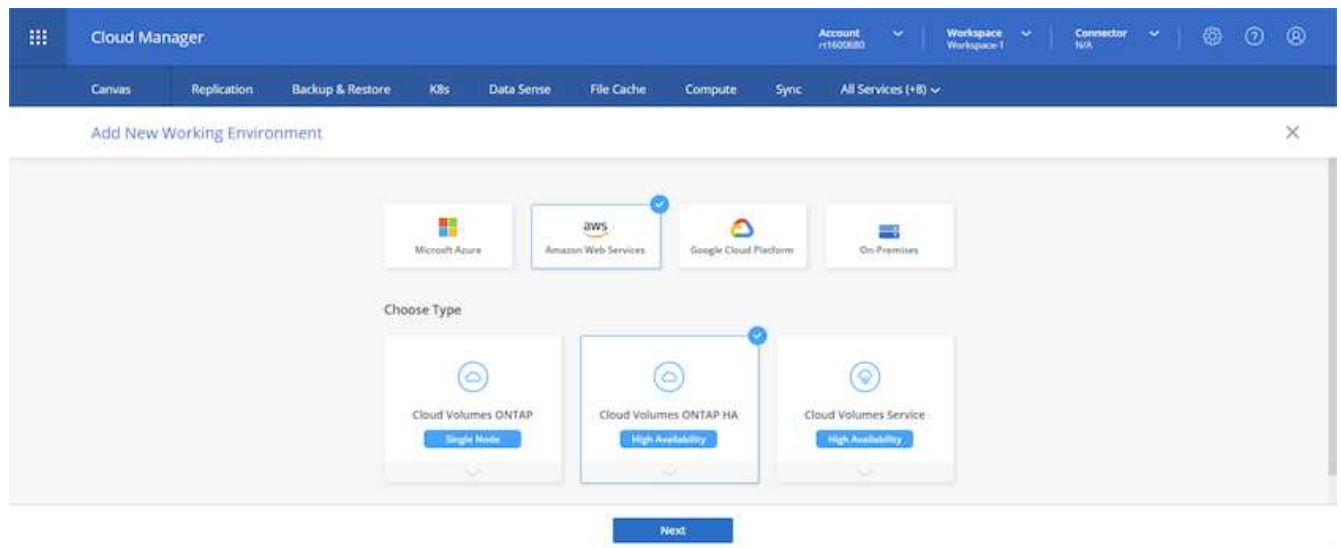 Cloud Manager
Account
rt1600680
Workspace
Workspace-1
Connector
N/A
Canvas Replication Backup & Restore K8s Data Sense File Cache Compute Sync All Services (+8)
Add New Working Environment
aws
Microsoft Azure Amazon Web Services Google Cloud Platform On-Premises
Choose Type
Cloud Volumes ONTAP Cloud Volumes ONTAP HA Cloud Volumes Service
Single Node High Availability High Availability
Next